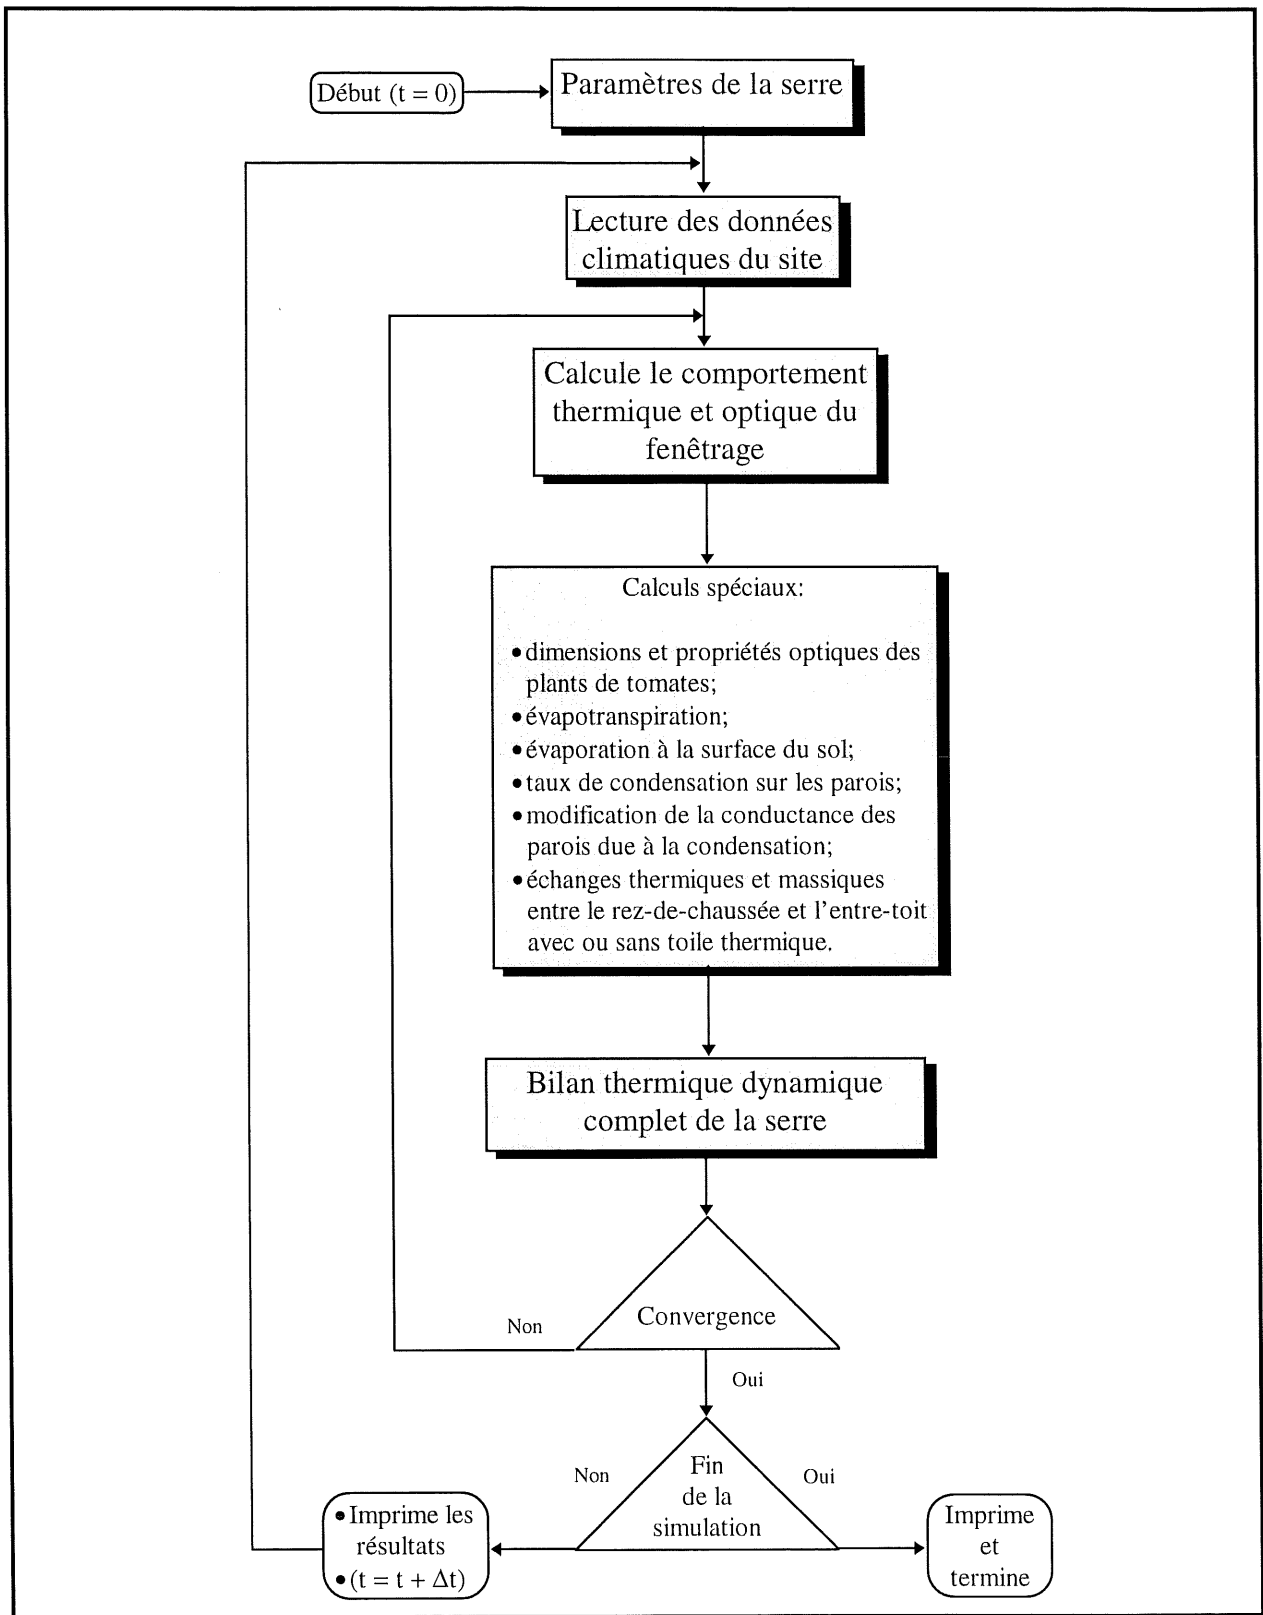 Début (t = 0)
Paramètres de la serre
Lecture des données
climatiques du site
Calcule le comportement
thermique et optique du
fenêtrage
Calculs spéciaux:
• dimensions et propriétés optiques des
plants de tomates;
• évapotranspiration;
• évaporation à la surface du sol;
• taux de condensation sur les parois;
• modification de la conductance des
parois due à la condensation;
• échanges thermiques et massiques
entre le rez-de-chaussée et l'entre-toit
avec ou sans toile thermique.
Bilan thermique dynamique
complet de la serre
Convergence
Non
Oui
Fin
de la
simulation
Non
Oui
• Imprime les
résultats
• (t = t + Δt)
Imprime
et
termine